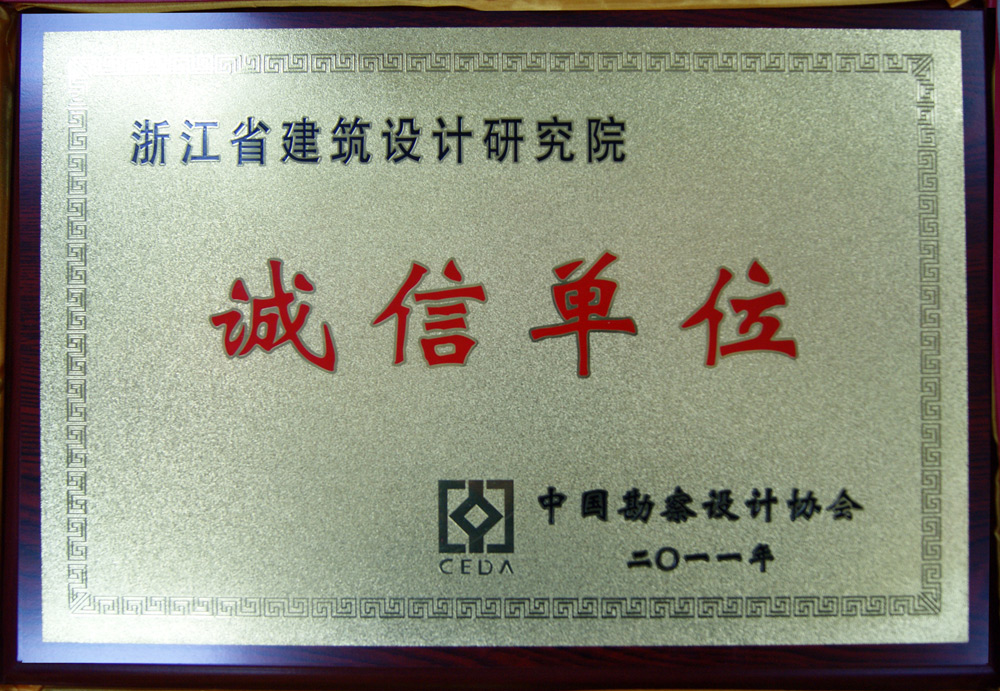 浙江省建筑设计研究院
诚信单位
中国勘察设计协会
CEDA
二〇一一年